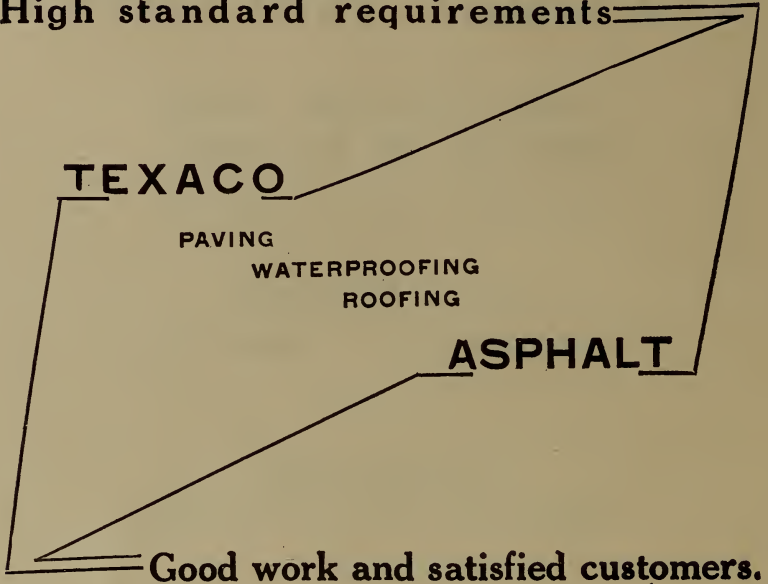 High standard requirements
TEXACO
PAVING
WATERPROOFING
ROOFING
ASPHALT
Good work and satisfied customers.